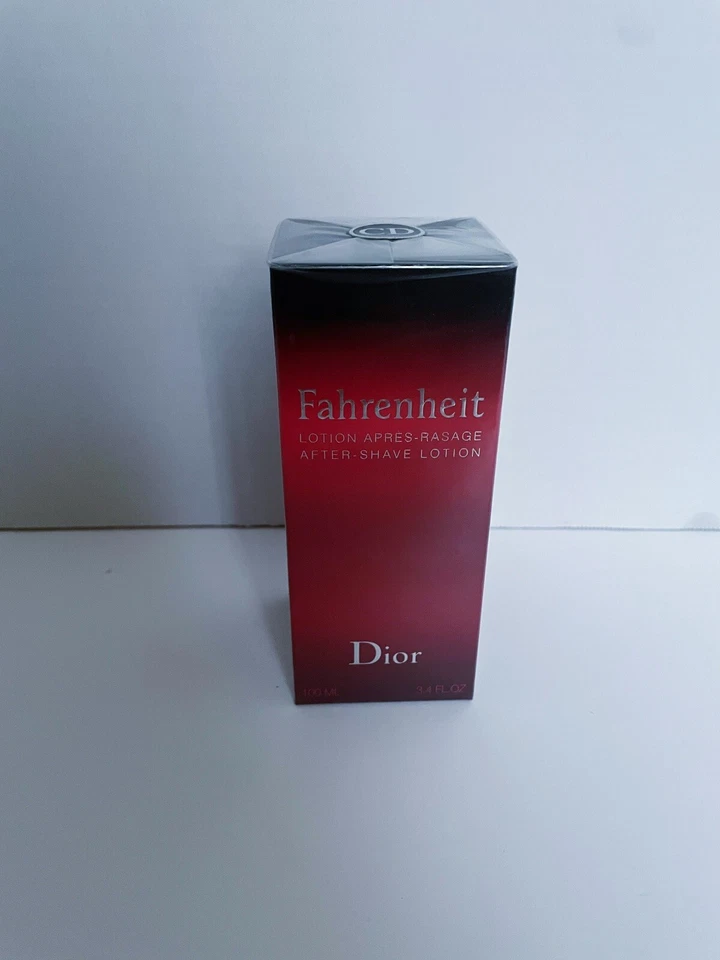 CD
Fahrenheit
LOTION APRES-RASAGE
AFTER-SHAVE LOTION
Dior
100 ML 3.4 FL.OZ